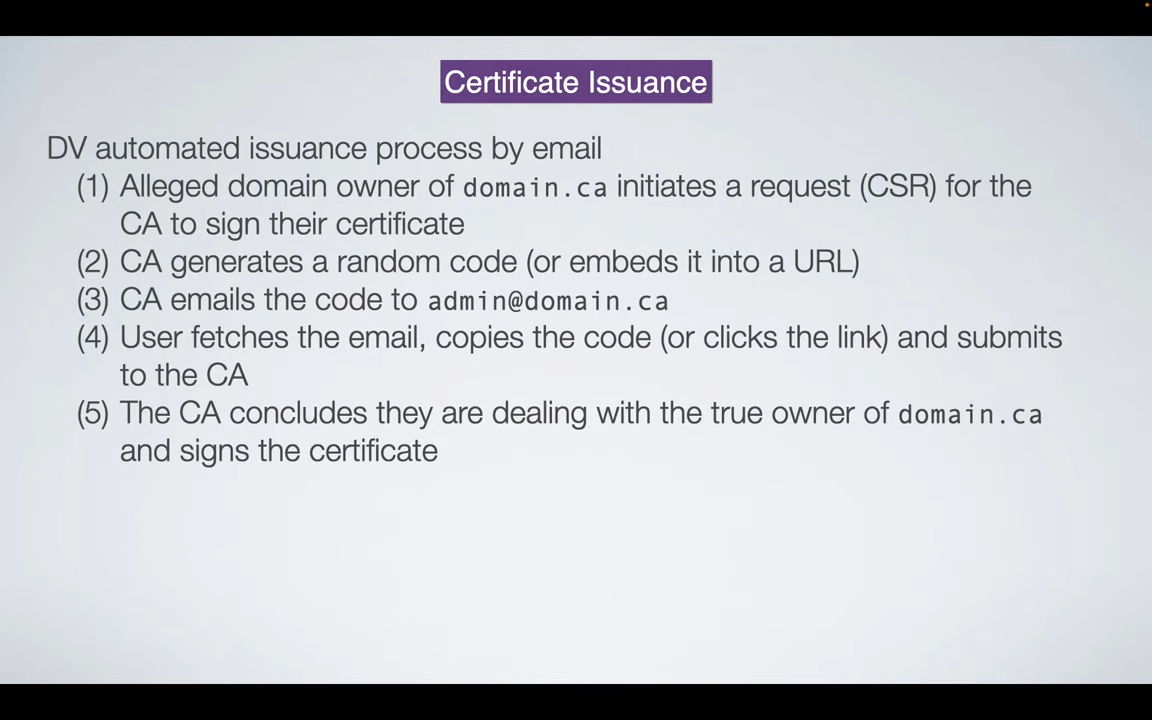 Certificate Issuance
DV automated issuance process by email
(1) Alleged domain owner of domain.ca initiates a request (CSR) for the
CA to sign their certificate
(2) CA generates a random code (or embeds it into a URL)
(3) CA emails the code to admin@domain.ca
(4) User fetches the email, copies the code (or clicks the link) and submits
to the CA
(5) The CA concludes they are dealing with the true owner of domain.ca
and signs the certificate